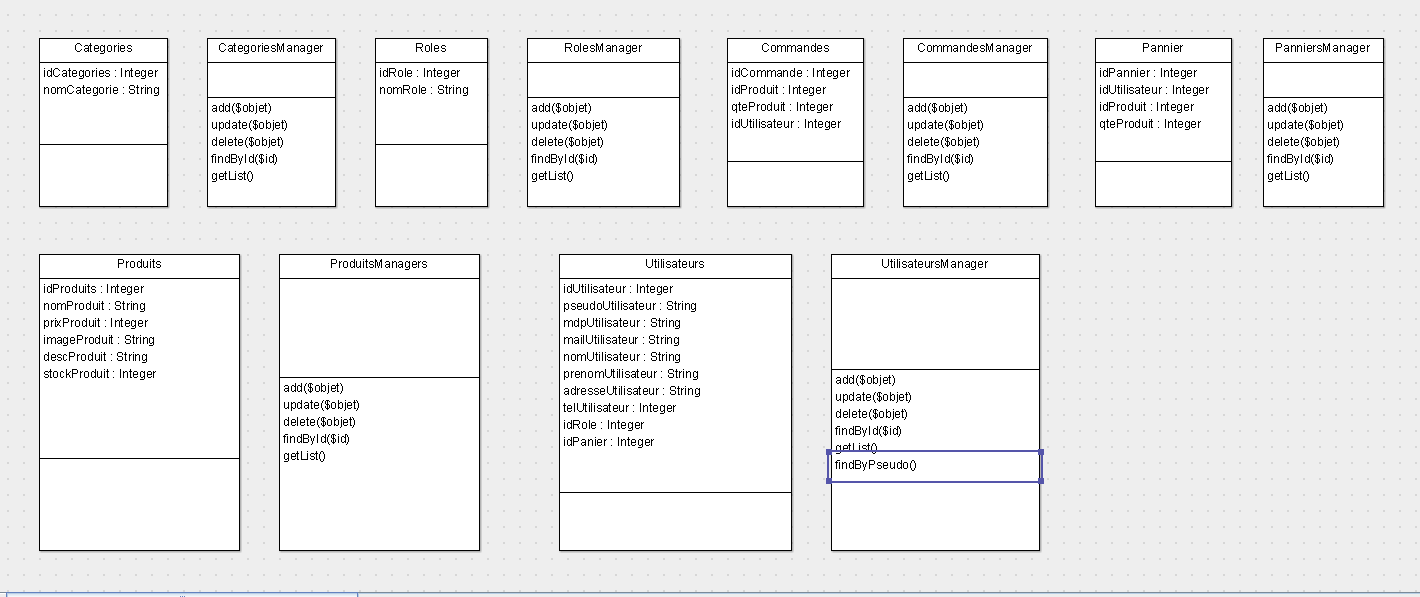 Categories
idCategories : Integer
nomCategorie : String
CategoriesManager
add($objet)
update($objet)
delete($objet)
findById($id)
getList()
Roles
idRole : Integer
nomRole : String
RolesManager
add($objet)
update($objet)
delete($objet)
findById($id)
getList()
Commandes
idCommande : Integer
idProduit : Integer
qteProduit : Integer
idUtilisateur : Integer
CommandesManager
add($objet)
update($objet)
delete($objet)
findById($id)
getList()
Pannier
idPannier : Integer
idUtilisateur : Integer
idProduit : Integer
qteProduit : Integer
PanniersManager
add($objet)
update($objet)
delete($objet)
findById($id)
getList()
Produits
idProduits : Integer
nomProduit : String
prixProduit : Integer
imageProduit : String
descProduit : String
stockProduit : Integer
ProduitsManagers
add($objet)
update($objet)
delete($objet)
findById($id)
getList()
Utilisateurs
idUtilisateur : Integer
pseudoUtilisateur : String
mdpUtilisateur : String
mailUtilisateur : String
nomUtilisateur : String
prenomUtilisateur : String
adresseUtilisateur : String
telUtilisateur : Integer
idRole : Integer
idPanier : Integer
UtilisateursManager
add($objet)
update($objet)
delete($objet)
findById($id)
getList()
findByPseudo()